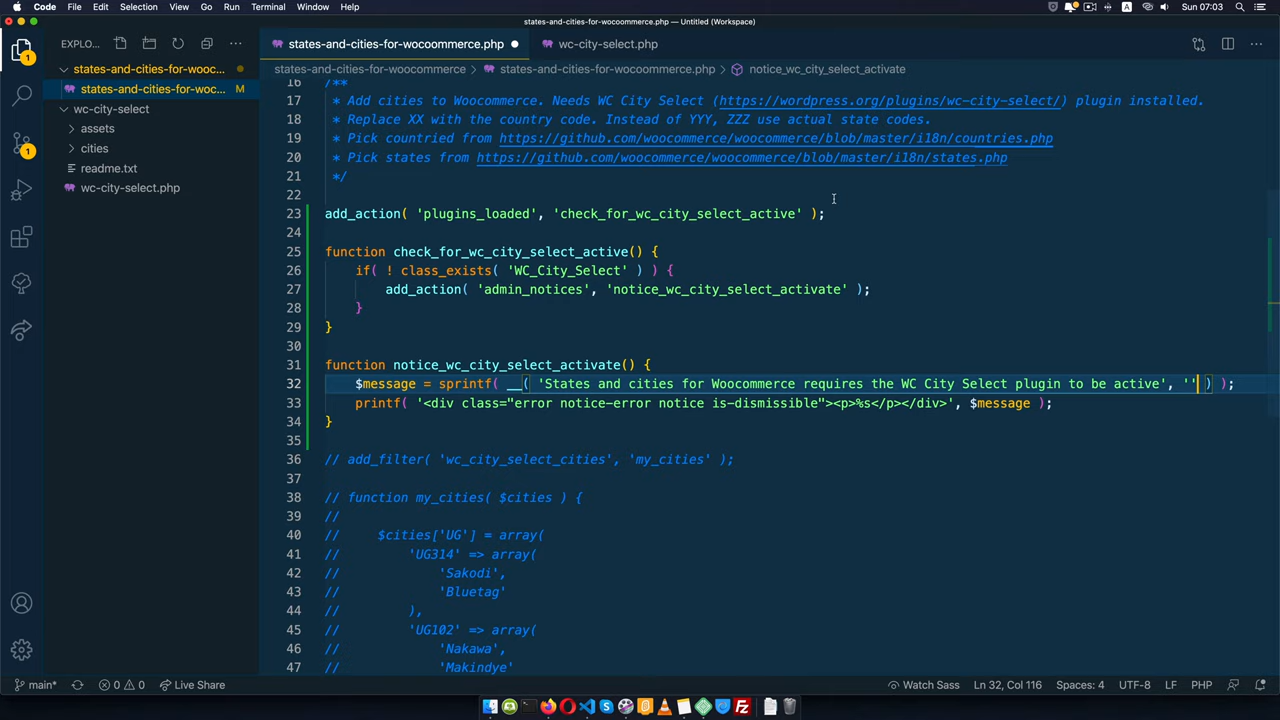 Code File Edit Selection View Go Run Terminal Window Help
A Sun 07:03
states-and-cities-for-wocoommerce.php — Untitled (Workspace)
EXPLO...
states-and-cities-for-wocoommerce.php
wc-city-select.php
states-and-cities-for-wooc...
states-and-cities-for-wocoommerce > states-and-cities-for-wocoommerce.php > notice_wc_city_select_activate
states-and-cities-for-wooc... M
wc-city-select
assets
cities
readme.txt
wc-city-select.php
1
1
16 /**
17 * Add cities to Woocommerce. Needs WC City Select (https://wordpress.org/plugins/wc-city-select/) plugin installed.
18 * Replace XX with the country code. Instead of YYY, ZZZ use actual state codes.
19 * Pick countried from https://github.com/woocommerce/woocommerce/blob/master/i18n/countries.php
20 * Pick states from https://github.com/woocommerce/woocommerce/blob/master/i18n/states.php
21 */
22
23 add_action( 'plugins_loaded', 'check_for_wc_city_select_active' );
24
25 function check_for_wc_city_select_active() {
26 if( ! class_exists( 'WC_City_Select' ) ) {
27 add_action( 'admin_notices', 'notice_wc_city_select_activate' );
28 }
29 }
30
31 function notice_wc_city_select_activate() {
32 $message = sprintf( __( 'States and cities for Woocommerce requires the WC City Select plugin to be active', '' ) );
33 printf( '<div class="error notice-error notice is-dismissible"><p>%s</p></div>', $message );
34 }
35
36 // add_filter( 'wc_city_select_cities', 'my_cities' );
37
38 // function my_cities( $cities ) {
39 //
40 // $cities['UG'] = array(
41 // 'UG314' => array(
42 // 'Sakodi',
43 // 'Bluetag'
44 // ),
45 // 'UG102' => array(
46 // 'Nakawa',
47 // 'Makindye'
main* 0 0 Live Share
Watch Sass Ln 32, Col 116 Spaces: 4 UTF-8 LF PHP